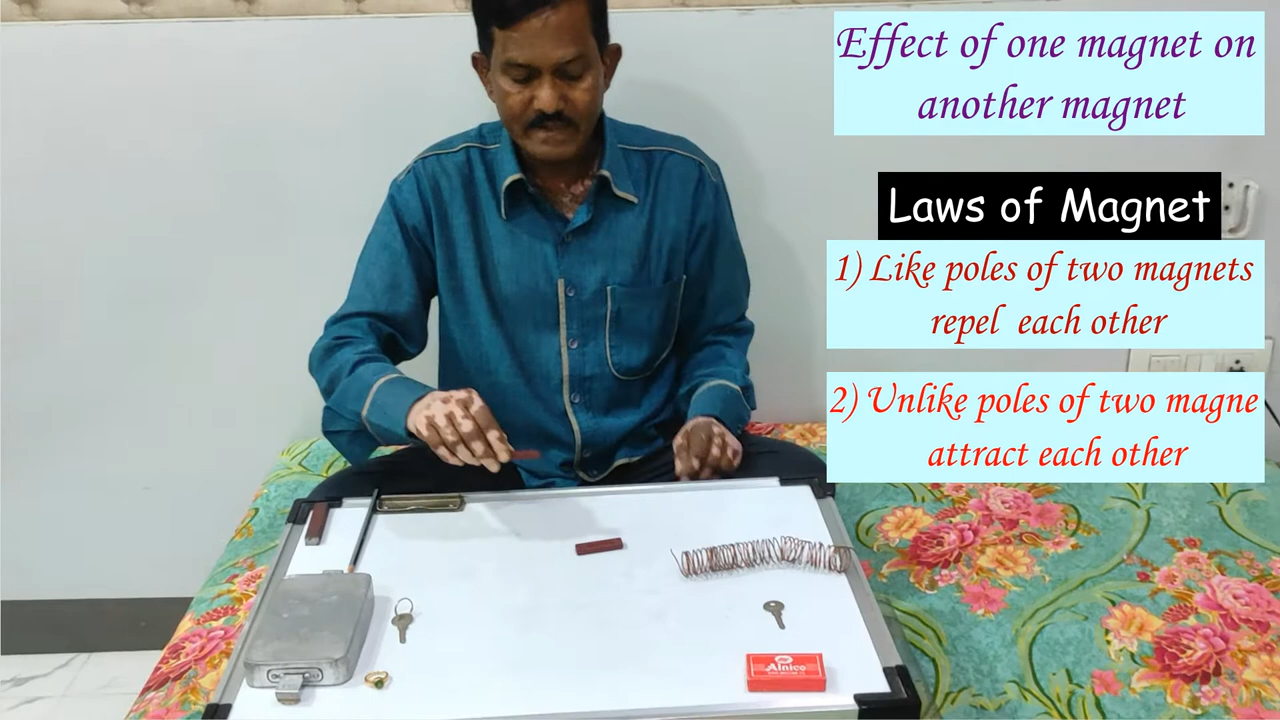 Effect of one magnet on
another magnet
Laws of Magnet
1) Like poles of two magnets
repel each other
2) Unlike poles of two magne
attract each other
Alnico